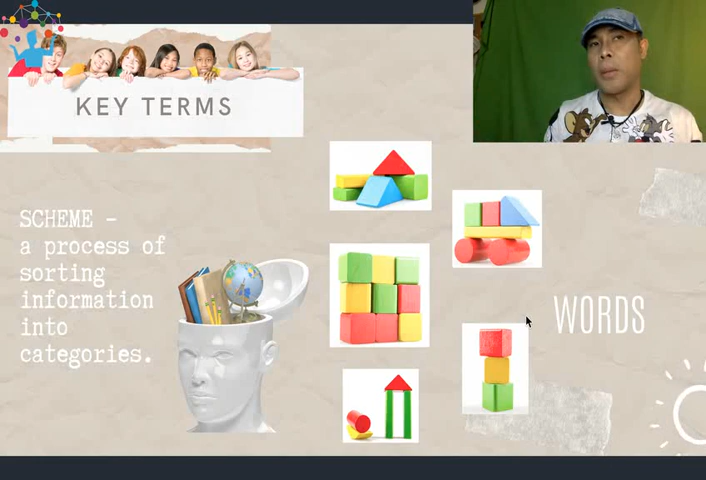 KEY TERMS
SCHEME -
a process of
sorting
information
into
categories.
WORDS